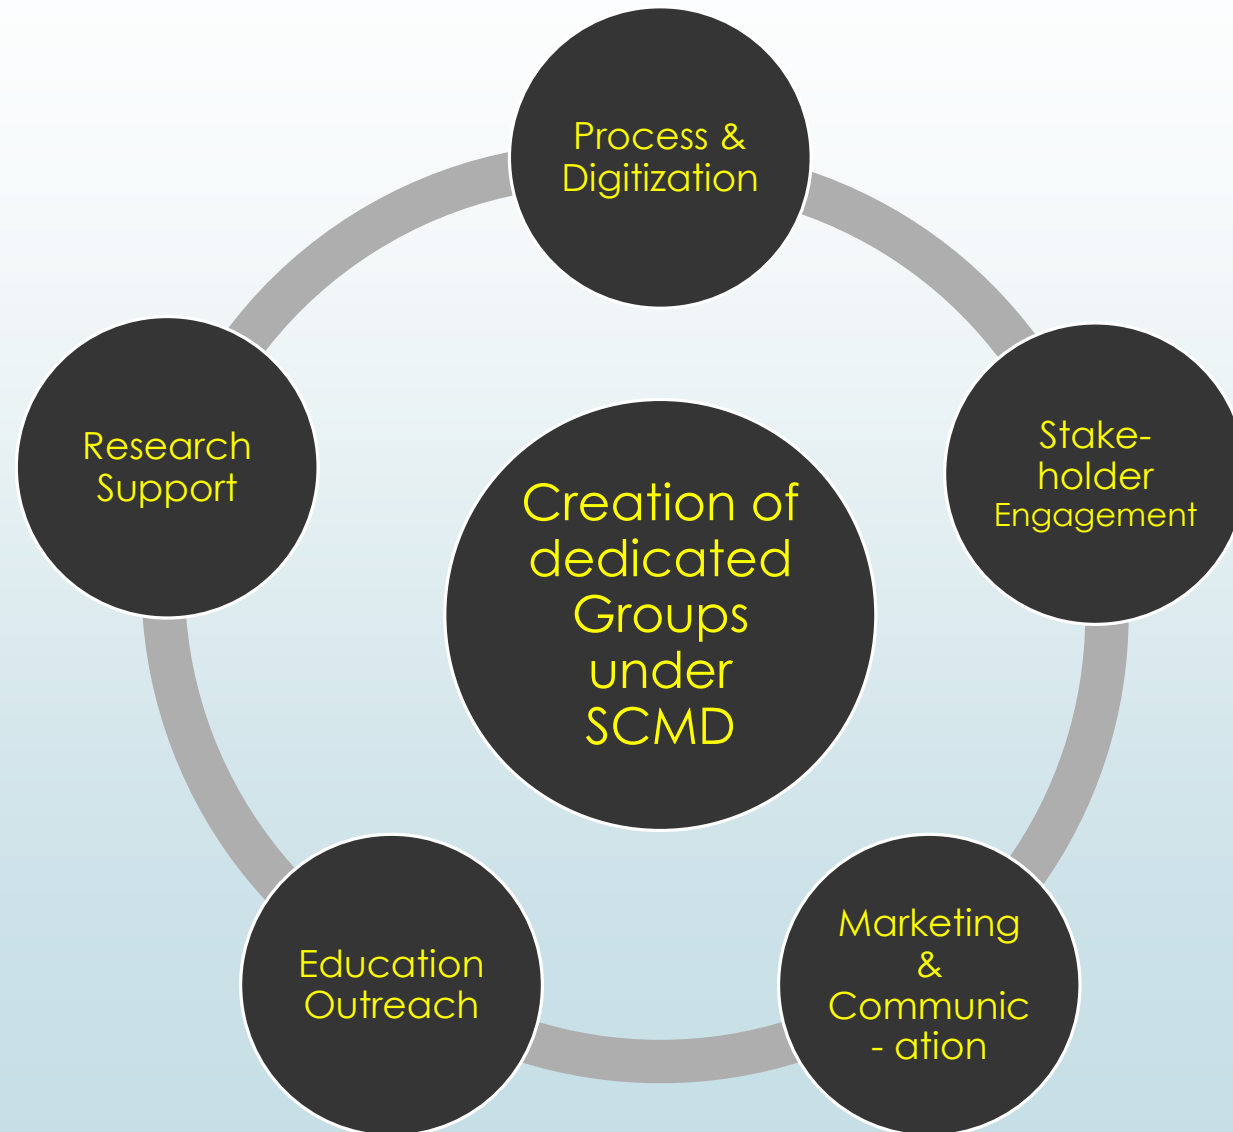 Process &
Digitization
Stake-
holder
Engagement
Research
Support
Creation of
dedicated
Groups
under
SCMD
Marketing
&
Communic
- ation
Education
Outreach